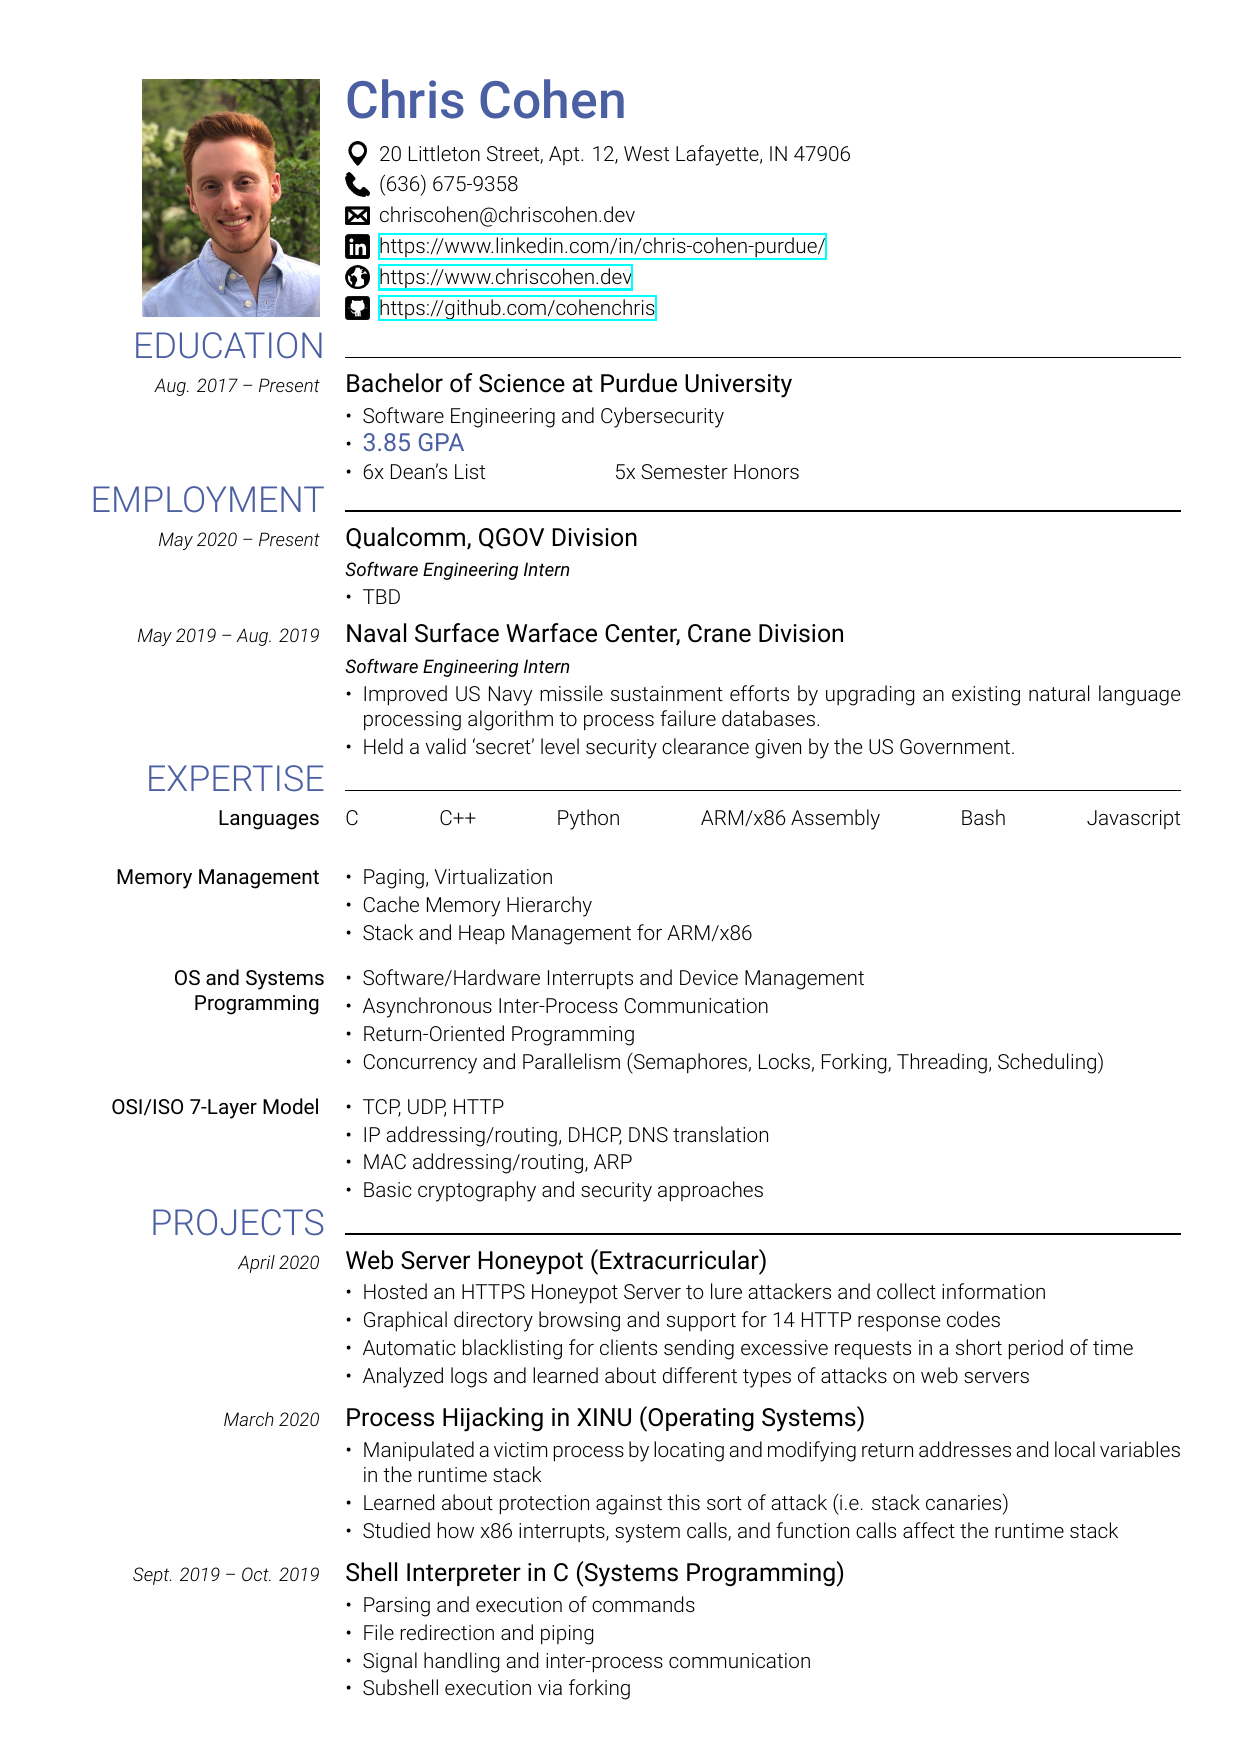 Chris Cohen
20 Littleton Street, Apt. 12, West Lafayette, IN 47906
(636) 675-9358
chriscohen@chriscohen.dev
https://www.linkedin.com/in/chris-cohen-purdue/
https://www.chriscohen.dev
https://github.com/cohenchris
EDUCATION
Aug. 2017 – Present Bachelor of Science at Purdue University
• Software Engineering and Cybersecurity
• 3.85 GPA
• 6x Dean’s List 5x Semester Honors
EMPLOYMENT
May 2020 – Present Qualcomm, QGOV Division
Software Engineering Intern
• TBD
May 2019 – Aug. 2019 Naval Surface Warface Center, Crane Division
Software Engineering Intern
• Improved US Navy missile sustainment efforts by upgrading an existing natural language
processing algorithm to process failure databases.
• Held a valid ‘secret’ level security clearance given by the US Government.
EXPERTISE
Languages C C++ Python ARM/x86 Assembly Bash Javascript
Memory Management • Paging, Virtualization
• Cache Memory Hierarchy
• Stack and Heap Management for ARM/x86
OS and Systems • Software/Hardware Interrupts and Device Management
Programming • Asynchronous Inter-Process Communication
• Return-Oriented Programming
• Concurrency and Parallelism (Semaphores, Locks, Forking, Threading, Scheduling)
OSI/ISO 7-Layer Model • TCP, UDP, HTTP
• IP addressing/routing, DHCP, DNS translation
• MAC addressing/routing, ARP
• Basic cryptography and security approaches
PROJECTS
April 2020 Web Server Honeypot (Extracurricular)
• Hosted an HTTPS Honeypot Server to lure attackers and collect information
• Graphical directory browsing and support for 14 HTTP response codes
• Automatic blacklisting for clients sending excessive requests in a short period of time
• Analyzed logs and learned about different types of attacks on web servers
March 2020 Process Hijacking in XINU (Operating Systems)
• Manipulated a victim process by locating and modifying return addresses and local variables
in the runtime stack
• Learned about protection against this sort of attack (i.e. stack canaries)
• Studied how x86 interrupts, system calls, and function calls affect the runtime stack
Sept. 2019 – Oct. 2019 Shell Interpreter in C (Systems Programming)
• Parsing and execution of commands
• File redirection and piping
• Signal handling and inter-process communication
• Subshell execution via forking